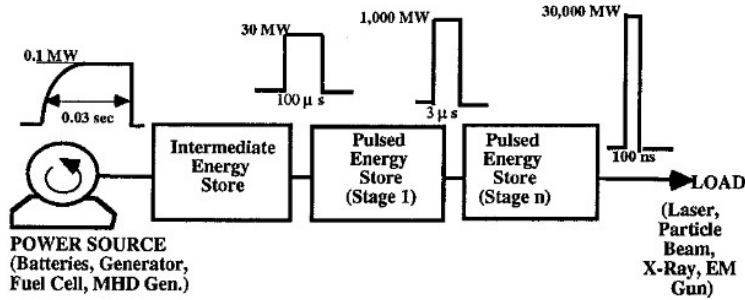 0.1 MW
0.03 sec
30 MW
100 μ s
1,000 MW
3 μ s
30,000 MW
100 ns
Intermediate
Energy
Store
Pulsed
Energy
Store
(Stage 1)
Pulsed
Energy
Store
(Stage n)
LOAD
(Laser,
Particle
Beam,
X-Ray, EM
Gun)
POWER SOURCE
(Batteries, Generator,
Fuel Cell, MHD Gen.)